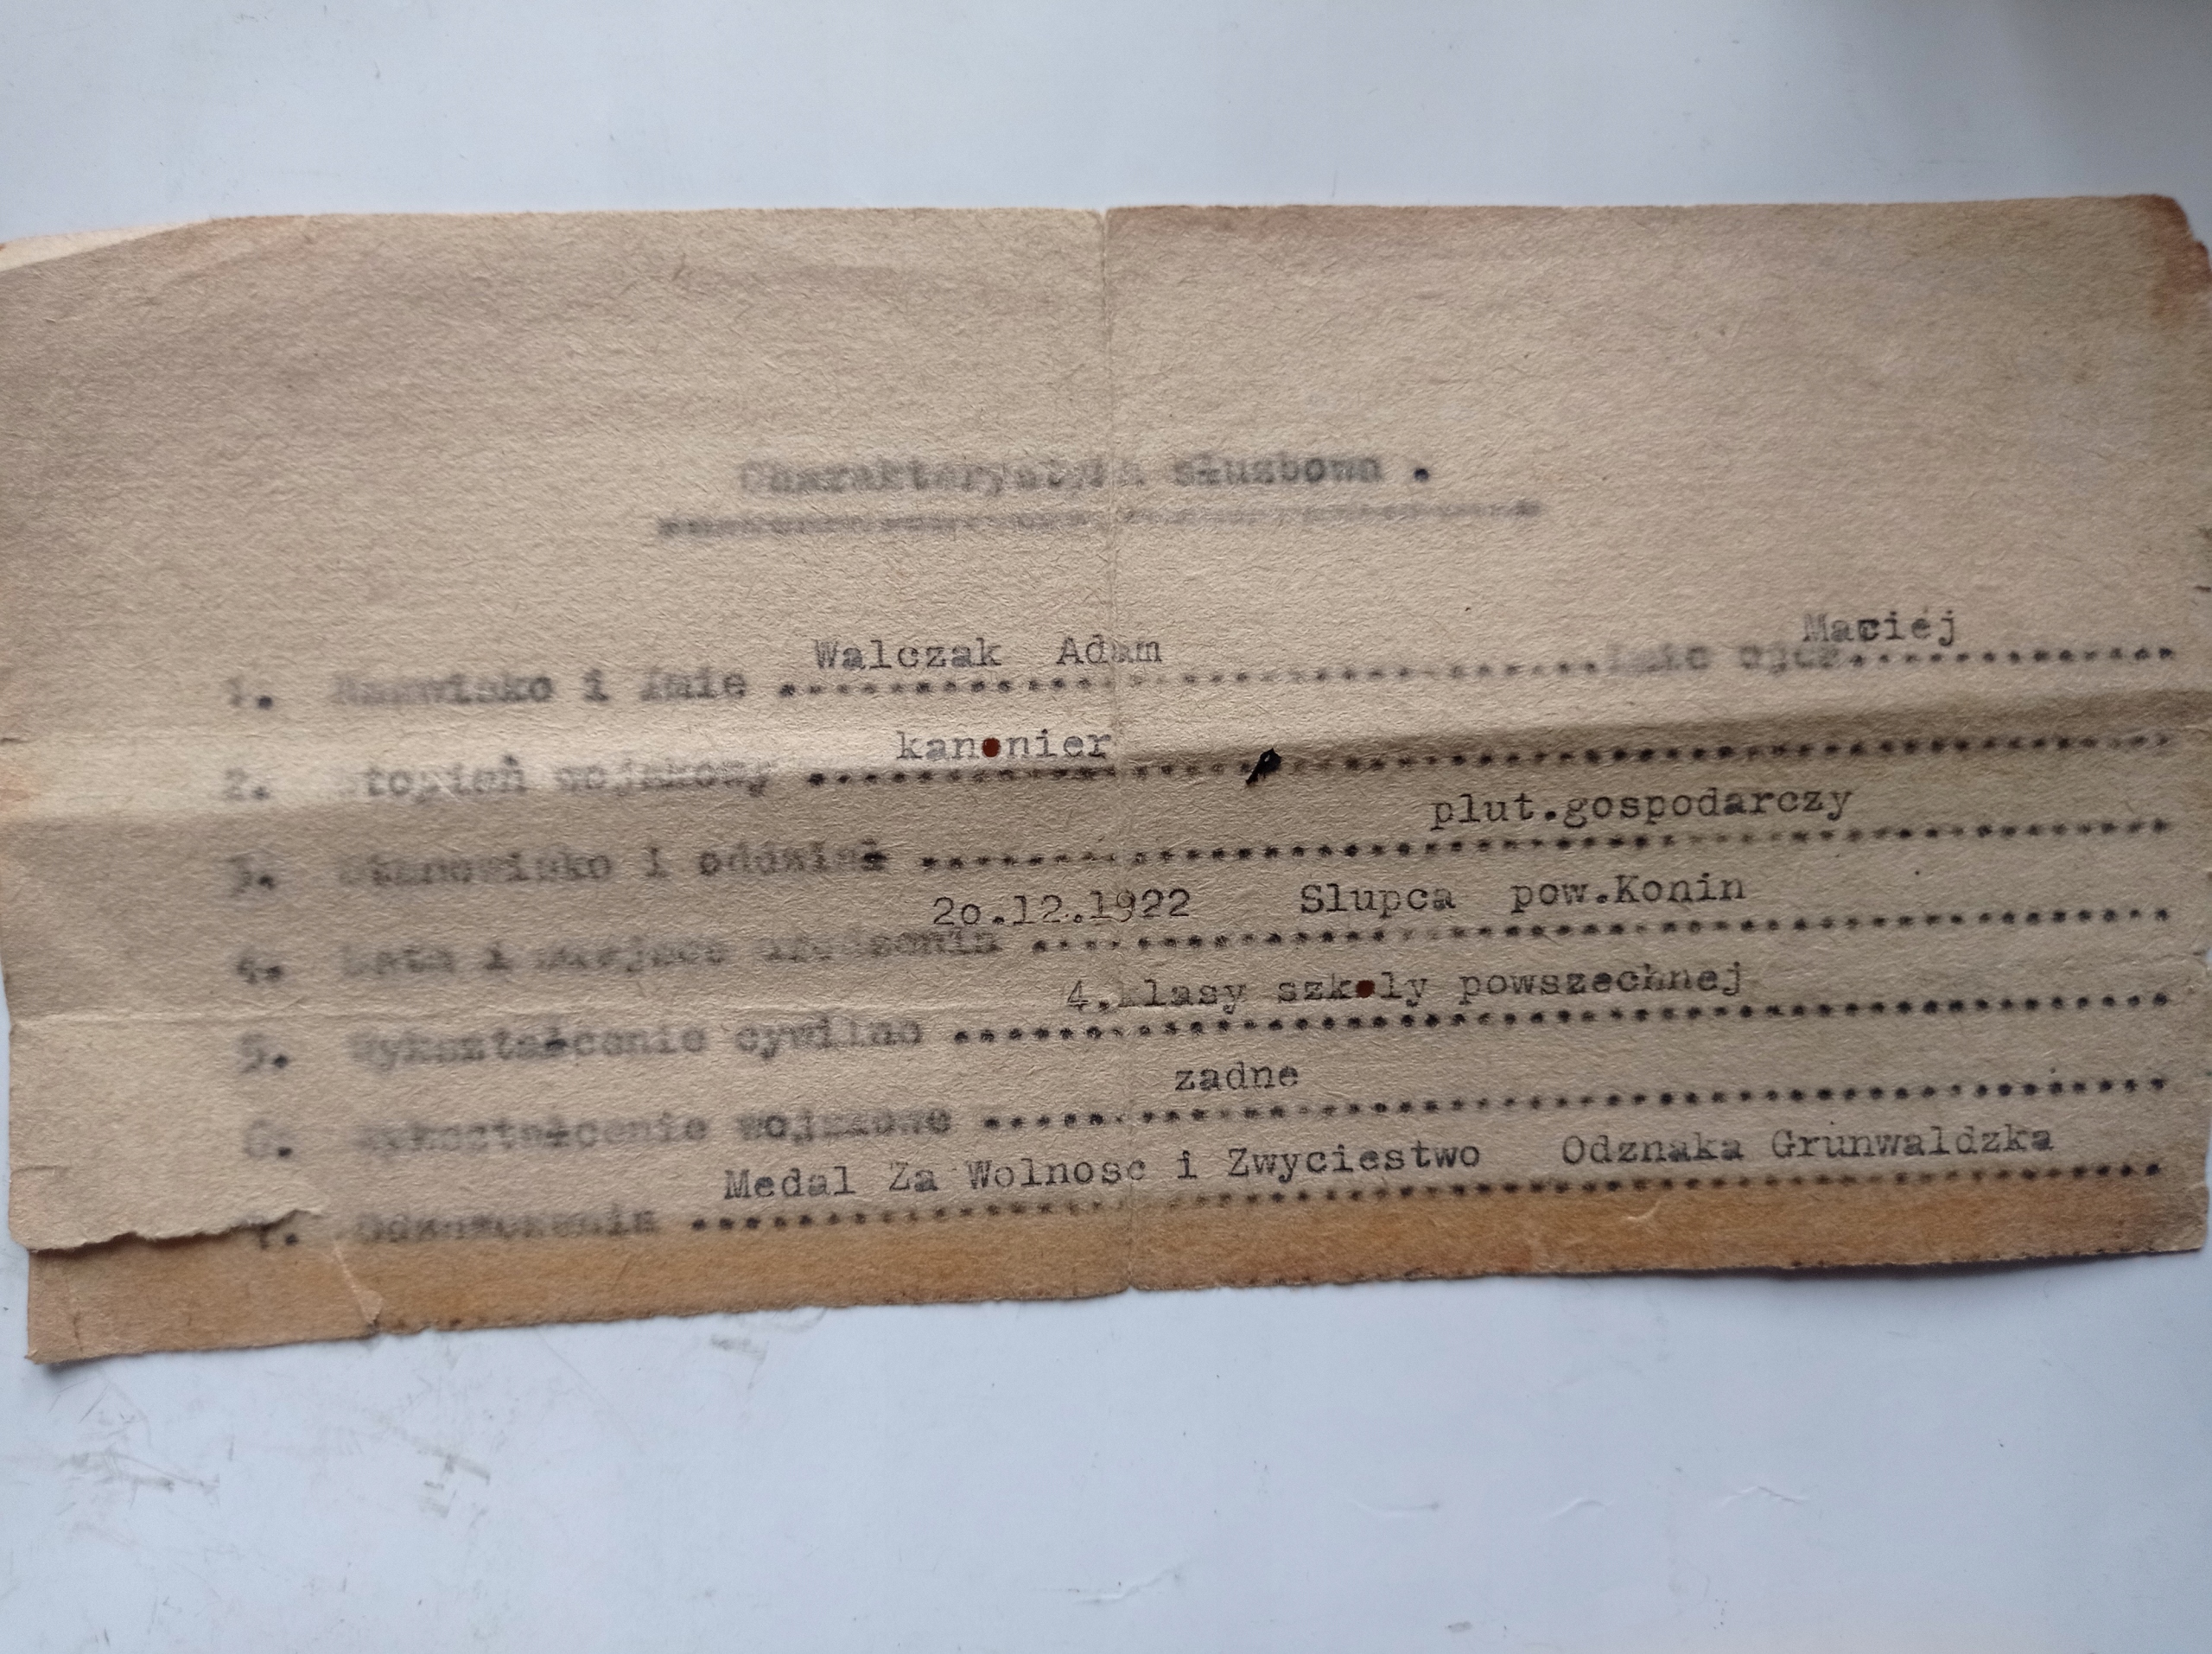 Charakterystyka służbowa .
Walczak Adam Maciej
1. Nazwisko i imie .......... imie ojca..........
kanonier
2. Stopień wojskowy ..........
plut.gospodarczy
3. Stanowisko i oddział ..........
2o.12.1922 Slupca pow.Konin
4. Data i miejsce urodzenia ..........
4.klasy szkoly powszechnej
5. Wykształcenie cywilne ..........
zadne
6. Wykształcenie wojskowe ..........
Medal Za Wolnosc i Zwyciestwo Odznaka Grunwaldzka
7. Odznaczenia ..........